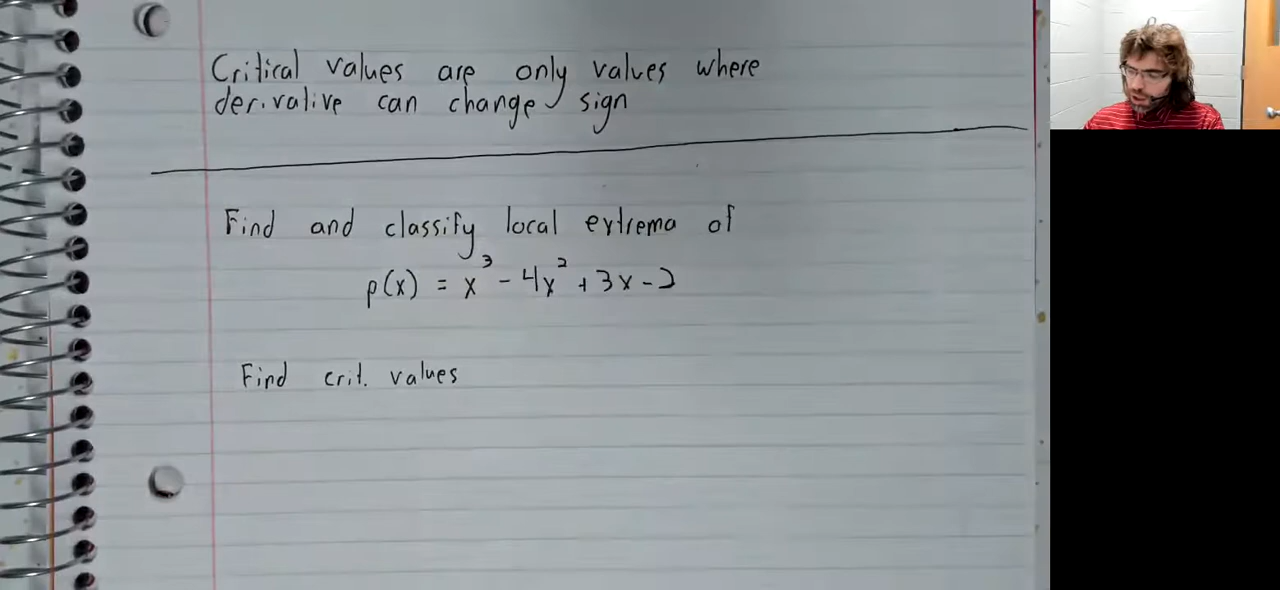 Critical values are only values where
derivative can change sign
Find and classify local extrema of
p(x) = x³ - 4x² + 3x - 2
Find crit. values